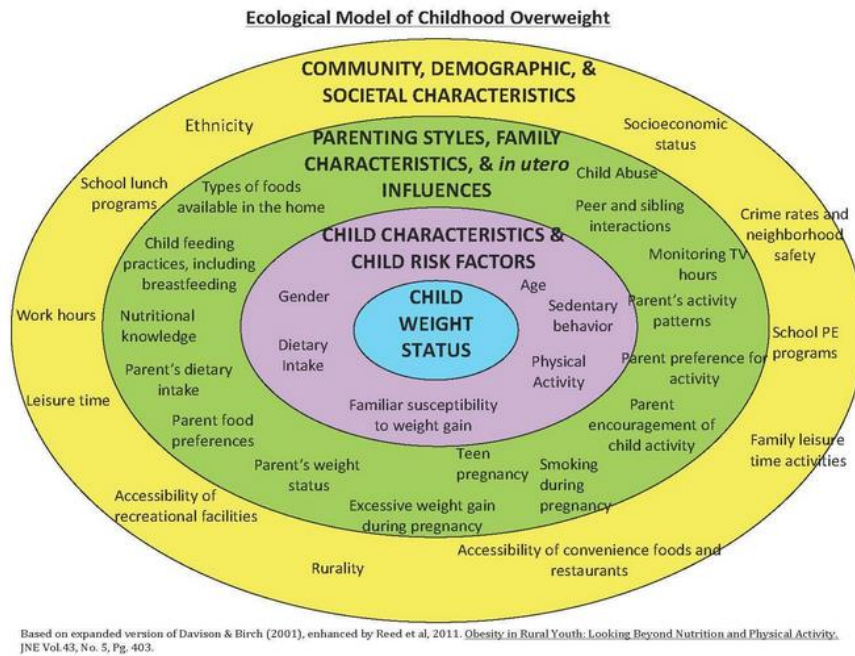 Ecological Model of Childhood Overweight
COMMUNITY, DEMOGRAPHIC, &
SOCIETAL CHARACTERISTICS
Ethnicity
Socioeconomic
status
School lunch
programs
Crime rates and
neighborhood
safety
Work hours
School PE
programs
Leisure time
Family leisure
time activities
Accessibility of
recreational facilities
Rurality
Accessibility of convenience foods and
restaurants
PARENTING STYLES, FAMILY
CHARACTERISTICS, & in utero
INFLUENCES
Types of foods
available in the home
Child Abuse
Peer and sibling
interactions
Child feeding
practices, including
breastfeeding
Monitoring TV
hours
Nutritional
knowledge
Parent's activity
patterns
Parent's dietary
intake
Parent preference for
activity
Parent food
preferences
Parent
encouragement of
child activity
Parent's weight
status
Teen
pregnancy
Smoking
during
pregnancy
Excessive weight gain
during pregnancy
CHILD CHARACTERISTICS &
CHILD RISK FACTORS
Gender
Age
Sedentary
behavior
Dietary
Intake
Physical
Activity
Familiar susceptibility
to weight gain
CHILD
WEIGHT
STATUS
Based on expanded version of Davison & Birch (2001), enhanced by Reed et al, 2011. Obesity in Rural Youth: Looking Beyond Nutrition and Physical Activity.
JNE Vol.43, No. 5, Pg. 403.